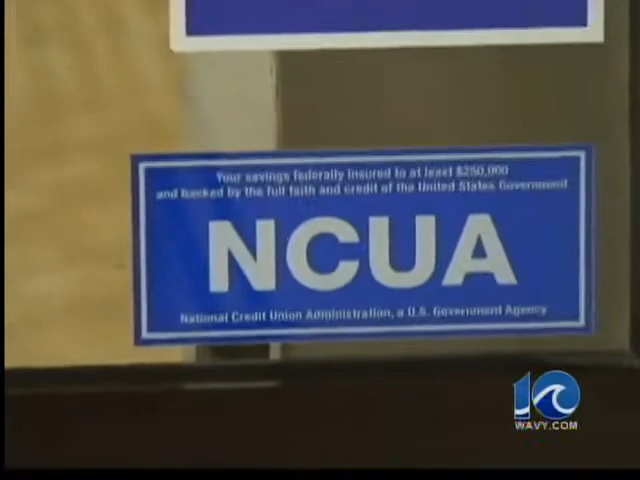 Your savings federally insured to at least $250,000
and backed by the full faith and credit of the United States Government
NCUA
National Credit Union Administration, a U.S. Government Agency
10
WAVY.COM